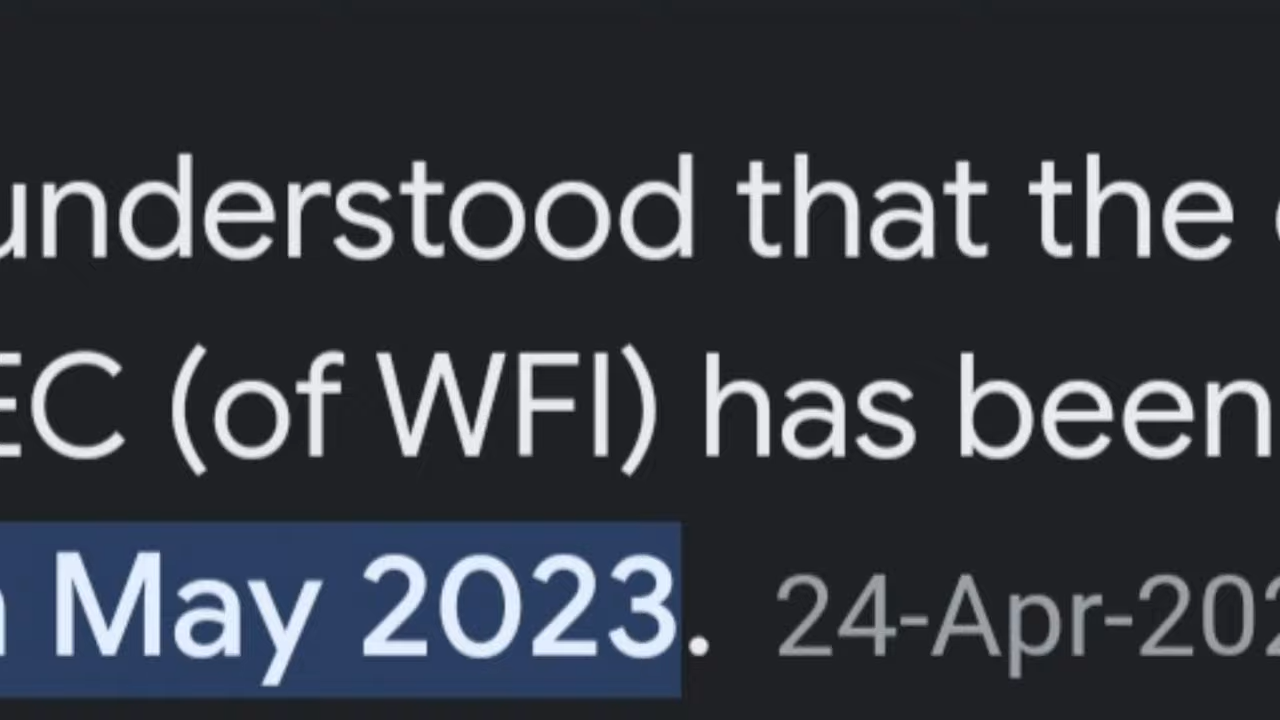 understood that the
EC (of WFI) has been
May 2023. 24-Apr-202